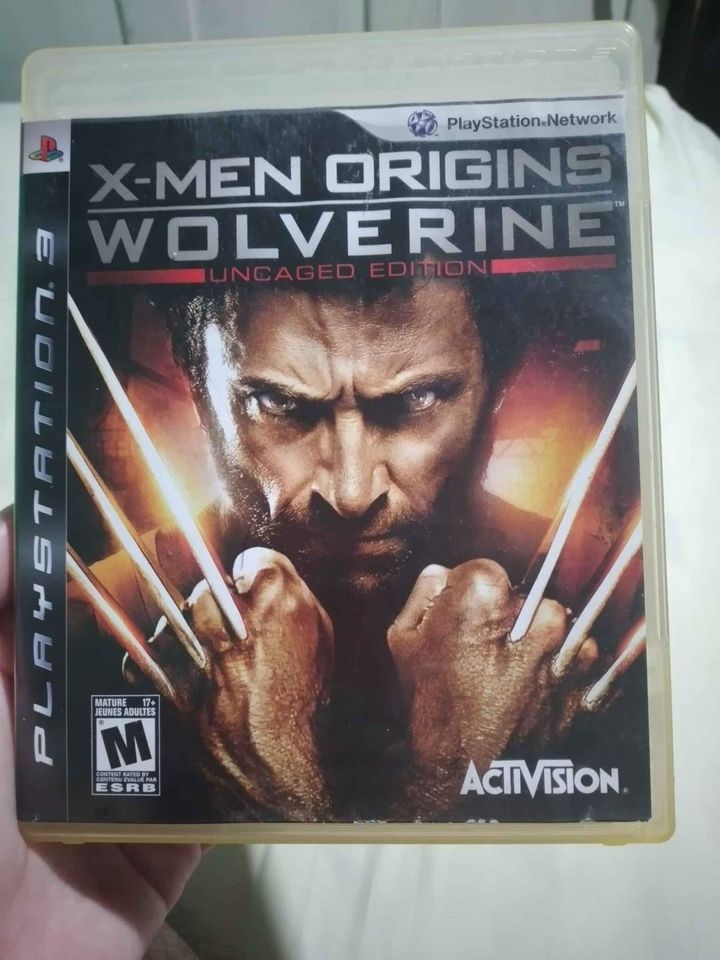 PlayStation®Network
PLAYSTATION®3
X-MEN ORIGINS
WOLVERINE™
UNCAGED EDITION
MATURE 17+
JEUNES ADULTES
M®
CONTENT RATED BY
CONTENU ÉVALUÉ PAR
ESRB
ACTIVISION®